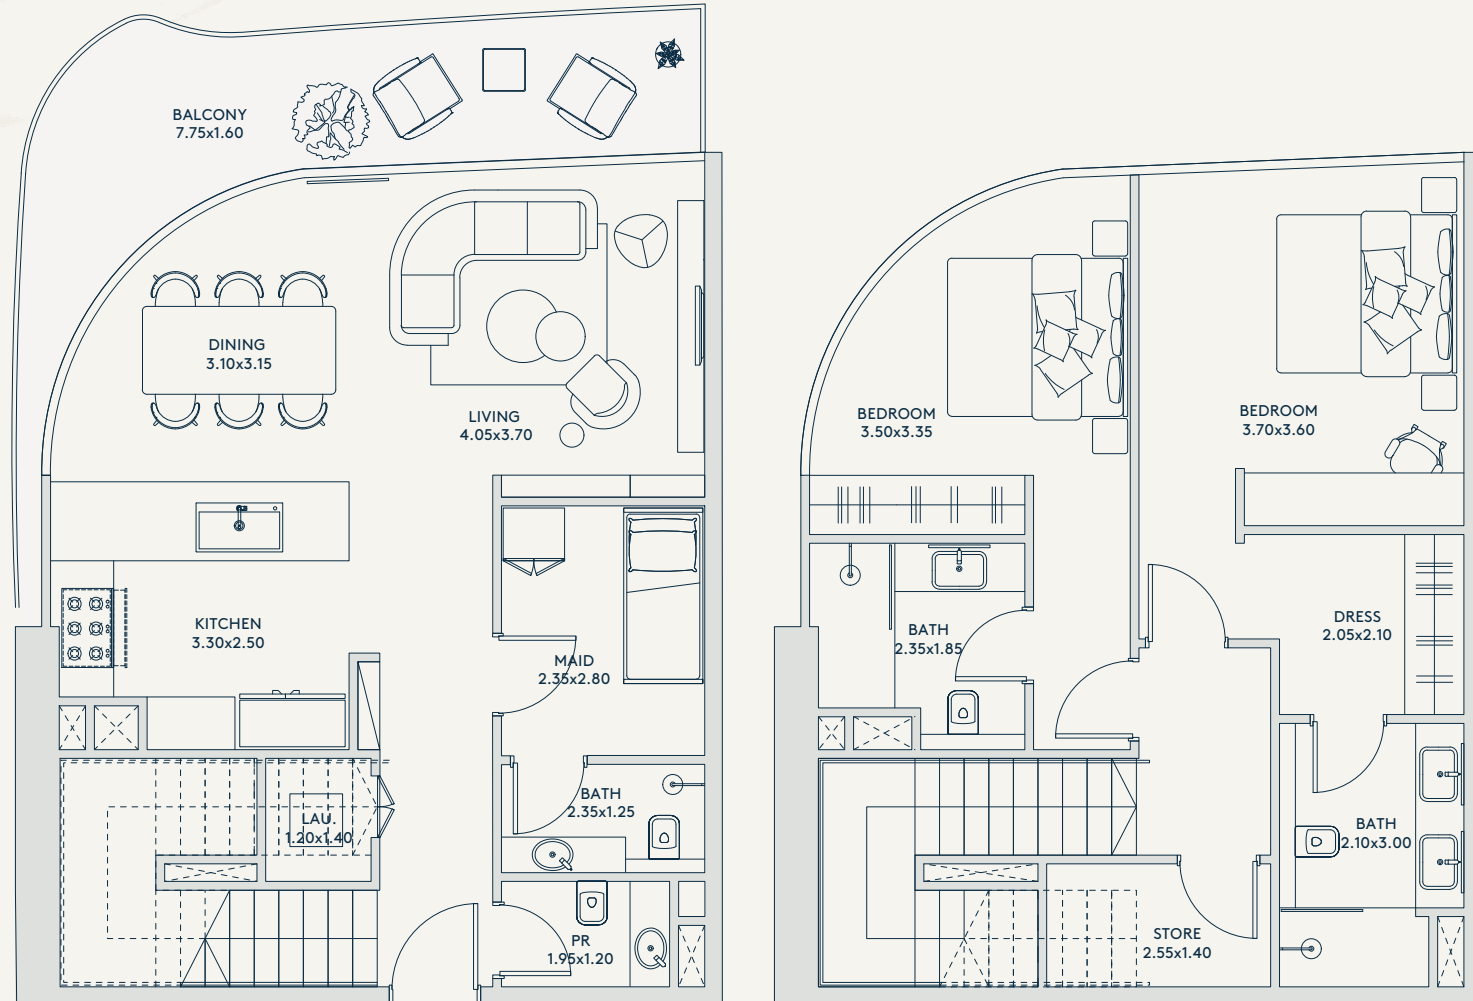 BALCONY
7.75x1.60
DINING
3.10x3.15
LIVING
4.05x3.70
KITCHEN
3.30x2.50
MAID
2.35x2.80
BATH
2.35x1.25
LAU.
1.20x1.40
PR
1.95x1.20
BEDROOM
3.50x3.35
BEDROOM
3.70x3.60
BATH
2.35x1.85
DRESS
2.05x2.10
BATH
2.10x3.00
STORE
2.55x1.40